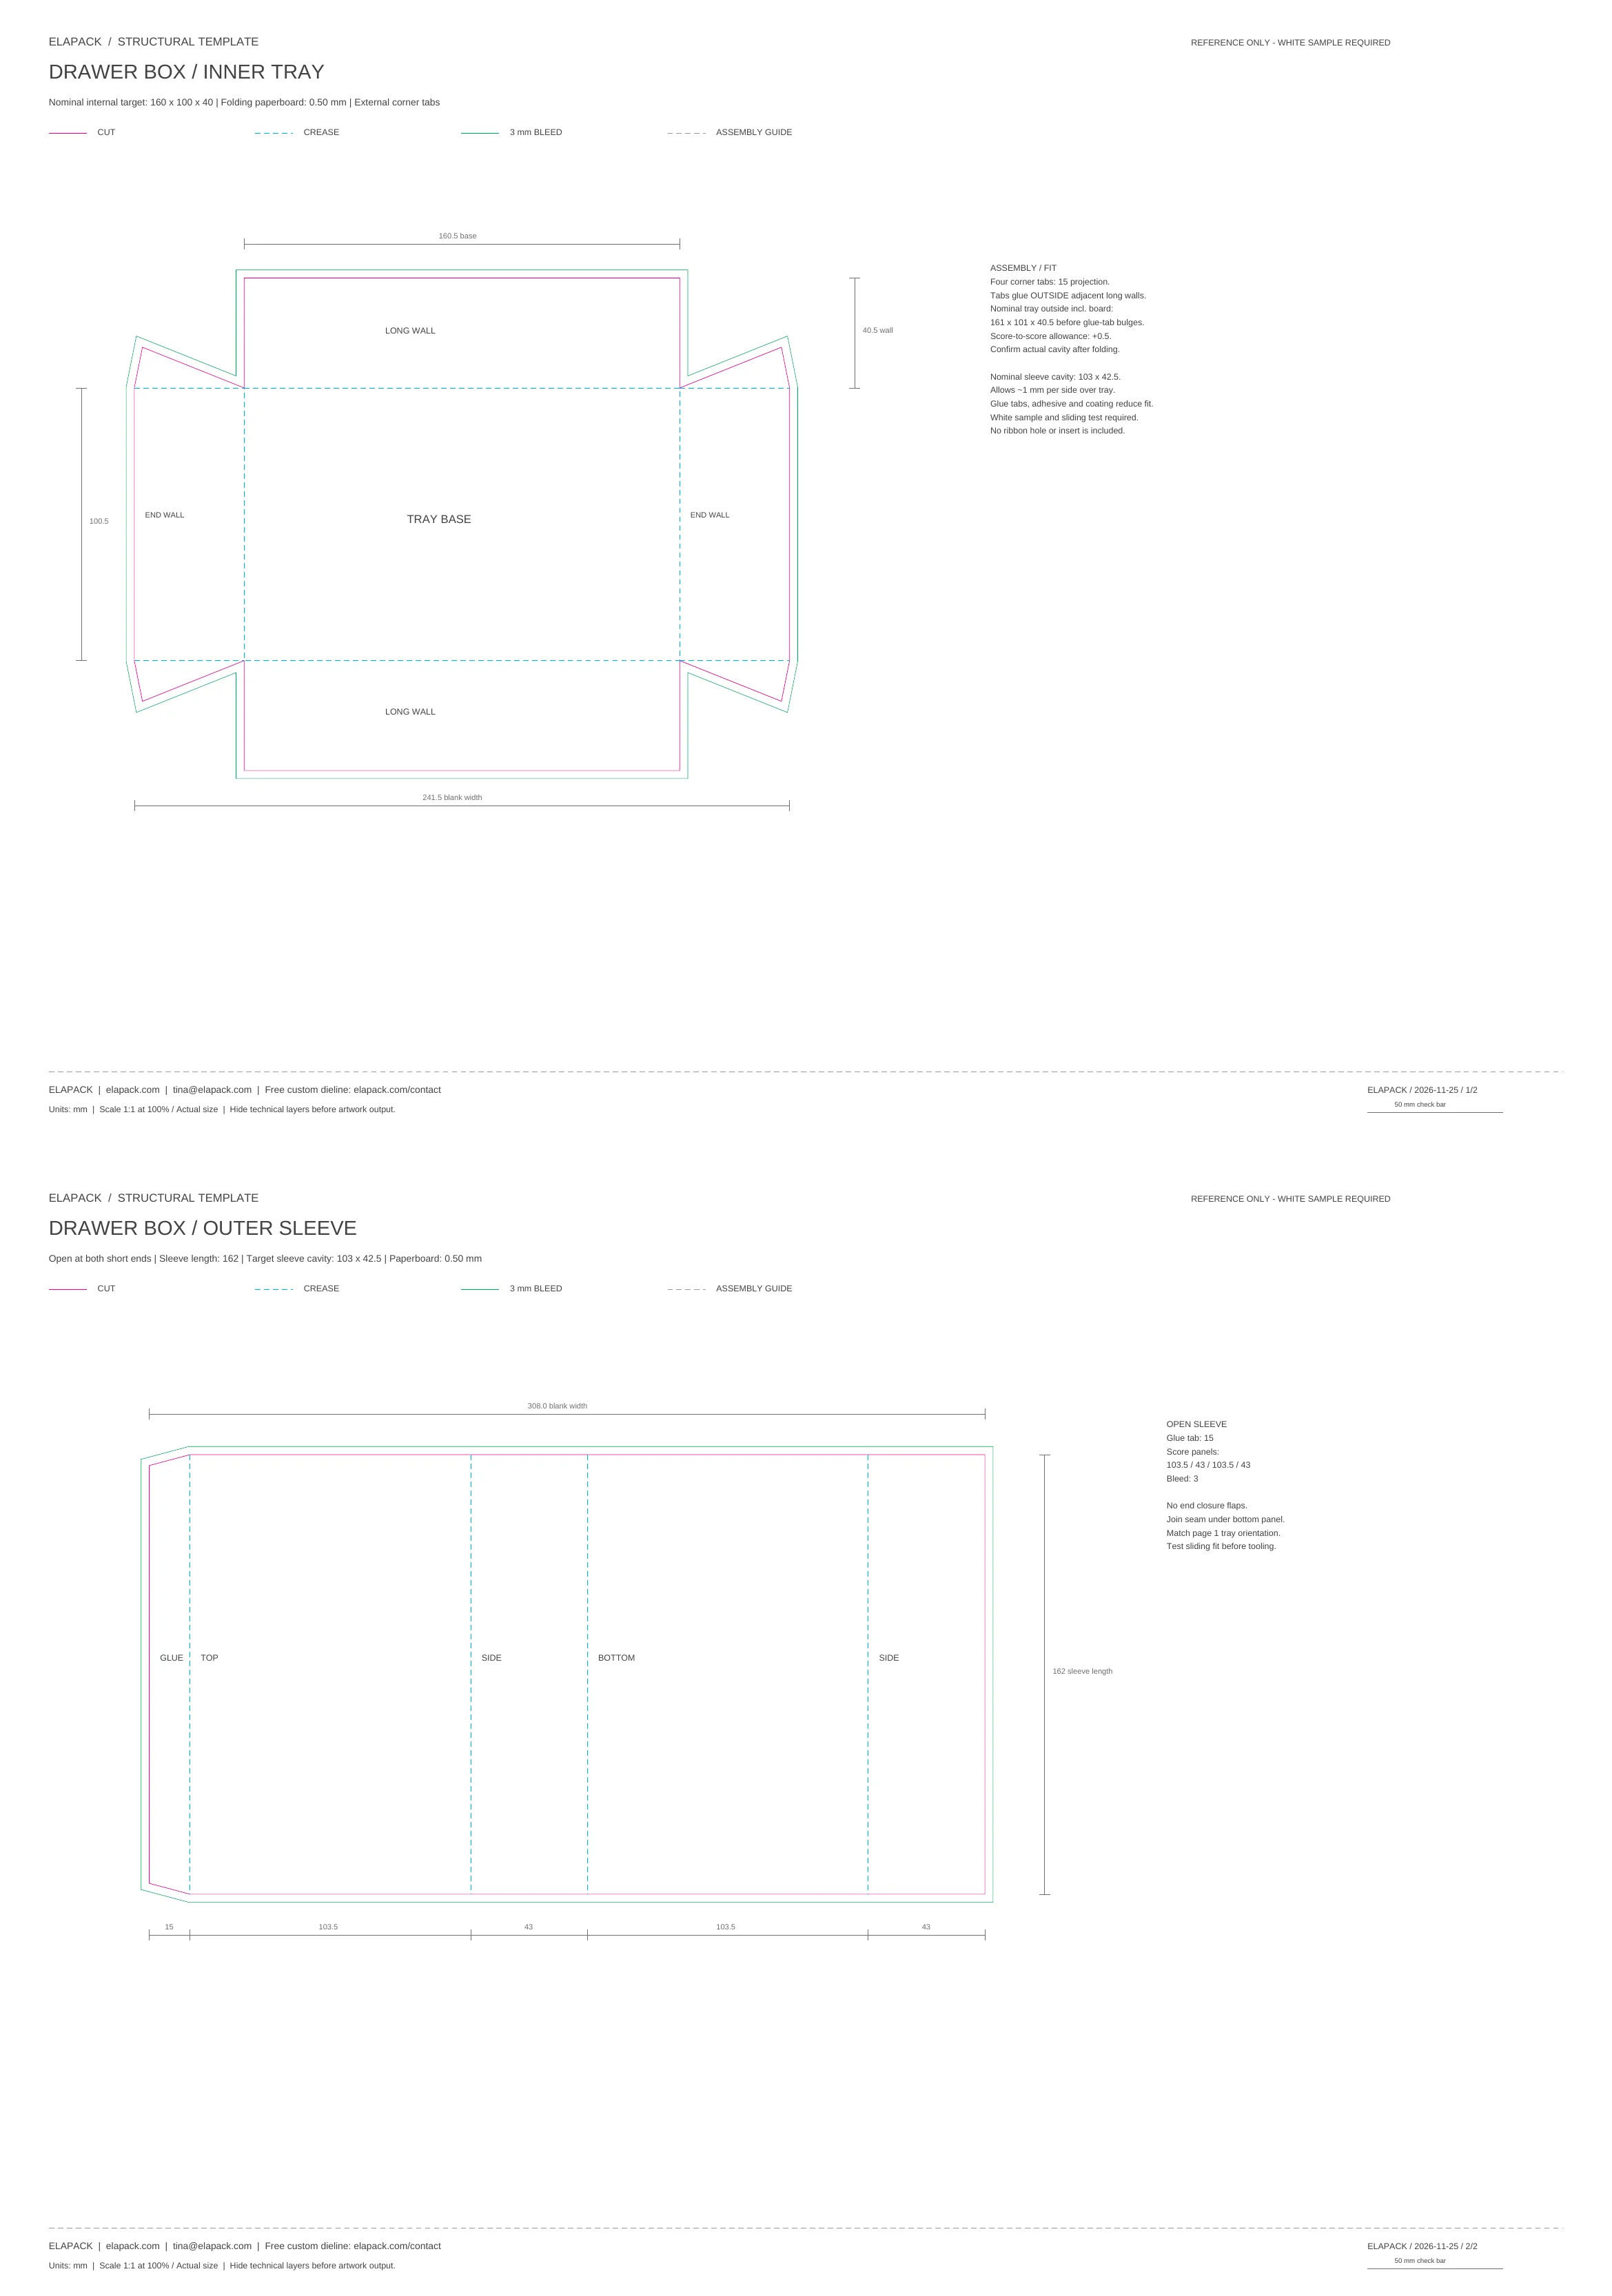 ELAPACK / STRUCTURAL TEMPLATE
REFERENCE ONLY - WHITE SAMPLE REQUIRED
DRAWER BOX / INNER TRAY
Nominal internal target: 160 x 100 x 40 | Folding paperboard: 0.50 mm | External corner tabs
CUT
CREASE
3 mm BLEED
ASSEMBLY GUIDE
160.5 base
ASSEMBLY / FIT
Four corner tabs: 15 projection.
Tabs glue OUTSIDE adjacent long walls.
Nominal tray outside incl. board:
161 x 101 x 40.5 before glue-tab bulges.
Score-to-score allowance: +0.5.
Confirm actual cavity after folding.
Nominal sleeve cavity: 103 x 42.5.
Allows ~1 mm per side over tray.
Glue tabs, adhesive and coating reduce fit.
White sample and sliding test required.
No ribbon hole or insert is included.
LONG WALL
40.5 wall
100.5
END WALL
TRAY BASE
END WALL
LONG WALL
241.5 blank width
ELAPACK | elapack.com | tina@elapack.com | Free custom dieline: elapack.com/contact
Units: mm | Scale 1:1 at 100% / Actual size | Hide technical layers before artwork output.
ELAPACK / 2026-11-25 / 1/2
50 mm check bar
ELAPACK / STRUCTURAL TEMPLATE
REFERENCE ONLY - WHITE SAMPLE REQUIRED
DRAWER BOX / OUTER SLEEVE
Open at both short ends | Sleeve length: 162 | Target sleeve cavity: 103 x 42.5 | Paperboard: 0.50 mm
CUT
CREASE
3 mm BLEED
ASSEMBLY GUIDE
308.0 blank width
OPEN SLEEVE
Glue tab: 15
Score panels:
103.5 / 43 / 103.5 / 43
Bleed: 3
No end closure flaps.
Join seam under bottom panel.
Match page 1 tray orientation.
Test sliding fit before tooling.
GLUE
TOP
SIDE
BOTTOM
SIDE
162 sleeve length
15
103.5
43
103.5
43
ELAPACK | elapack.com | tina@elapack.com | Free custom dieline: elapack.com/contact
Units: mm | Scale 1:1 at 100% / Actual size | Hide technical layers before artwork output.
ELAPACK / 2026-11-25 / 2/2
50 mm check bar